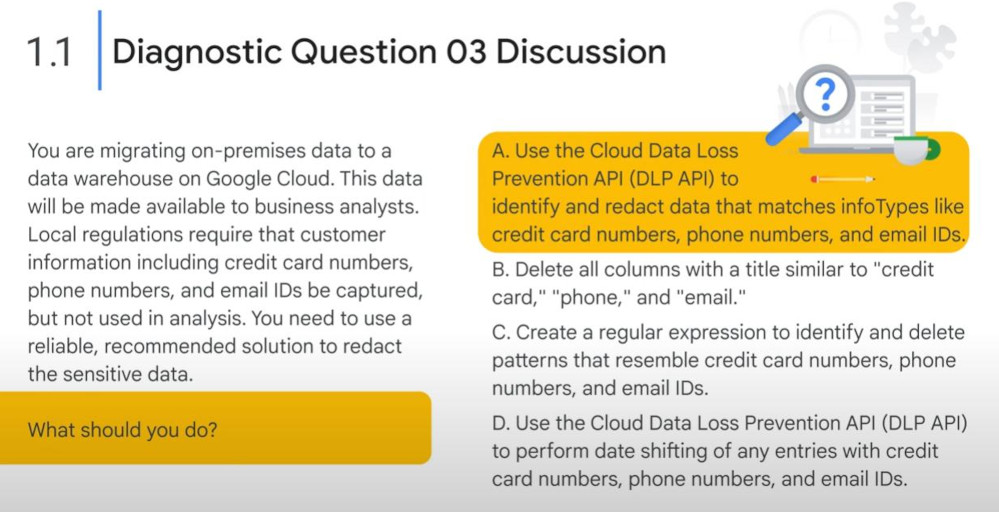 1.1
Diagnostic Question 03 Discussion
You are migrating on-premises data to a
data warehouse on Google Cloud. This data
will be made available to business analysts.
Local regulations require that customer
information including credit card numbers,
phone numbers, and email IDs be captured,
but not used in analysis. You need to use a
reliable, recommended solution to redact
the sensitive data.
What should you do?
A. Use the Cloud Data Loss
Prevention API (DLP API) to
identify and redact data that matches infoTypes like
credit card numbers, phone numbers, and email IDs.
B. Delete all columns with a title similar to "credit
card," "phone," and "email."
C. Create a regular expression to identify and delete
patterns that resemble credit card numbers, phone
numbers, and email IDs.
D. Use the Cloud Data Loss Prevention API (DLP API)
to perform date shifting of any entries with credit
card numbers, phone numbers, and email IDs.